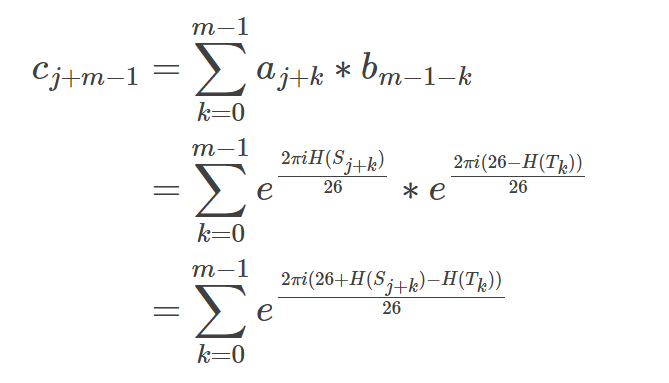 $c_{j+m-1} = \sum_{k=0}^{m-1} a_{j+k} * b_{m-1-k}$
$= \sum_{k=0}^{m-1} e^{\frac{2\pi i H(S_{j+k})}{26}} * e^{\frac{2\pi i (26 - H(T_k))}{26}}$
$= \sum_{k=0}^{m-1} e^{\frac{2\pi i (26 + H(S_{j+k}) - H(T_k))}{26}}$